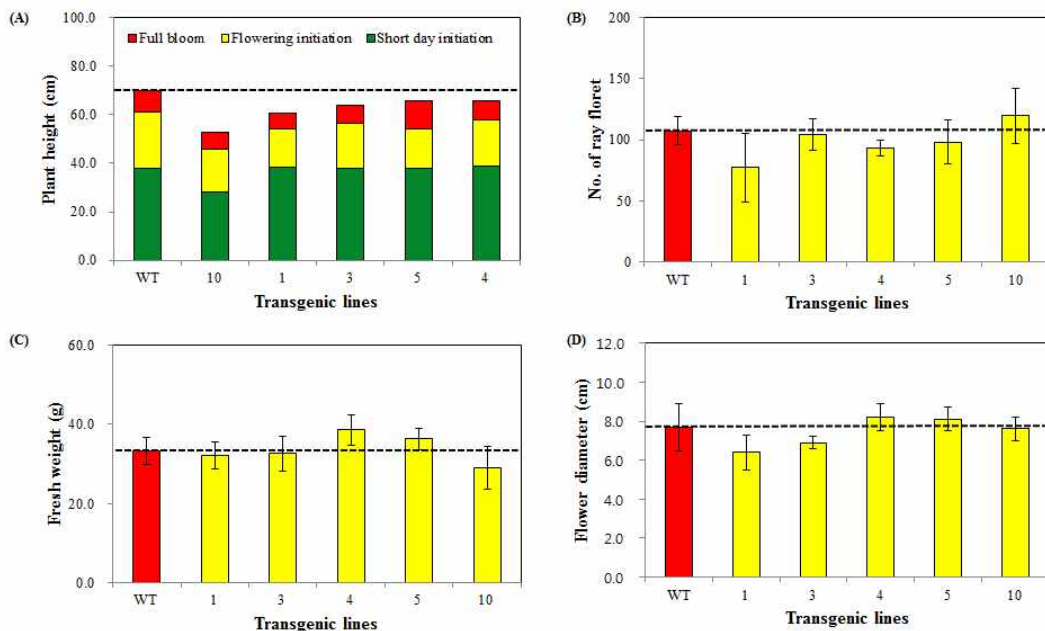 (A)
100.0
80.0
60.0
40.0
20.0
0.0
Plant height (cm)
Full bloom Flowering initiation Short day initiation
WT 10 1 3 5 4
Transgenic lines
(B)
200
150
100
50
0
No. of ray floret
WT 1 3 4 5 10
Transgenic lines
(C)
60.0
40.0
20.0
0.0
Fresh weight (g)
WT 1 3 4 5 10
Transgenic lines
(D)
12.0
10.0
8.0
6.0
4.0
2.0
0.0
Flower diameter (cm)
WT 1 3 4 5 10
Transgenic lines